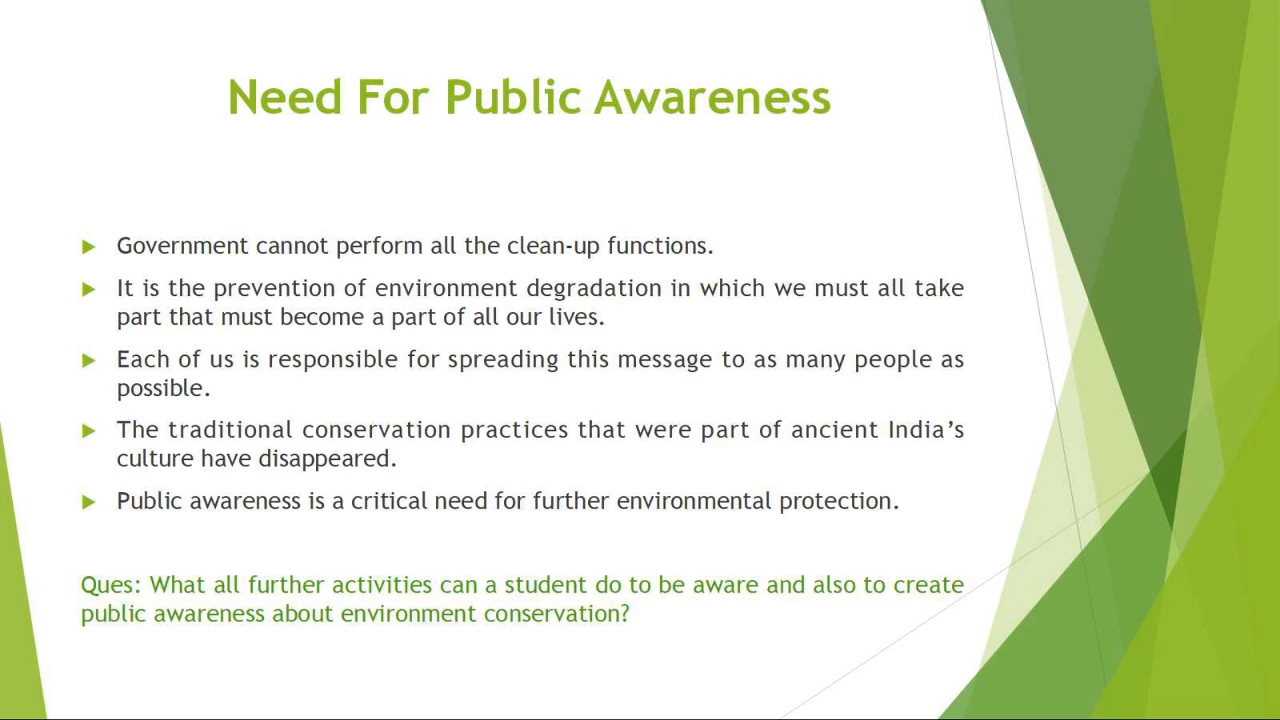 Need For Public Awareness
Government cannot perform all the clean-up functions.
It is the prevention of environment degradation in which we must all take
part that must become a part of all our lives.
Each of us is responsible for spreading this message to as many people as
possible.
The traditional conservation practices that were part of ancient India's
culture have disappeared.
Public awareness is a critical need for further environmental protection.
Ques: What all further activities can a student do to be aware and also to create
public awareness about environment conservation?